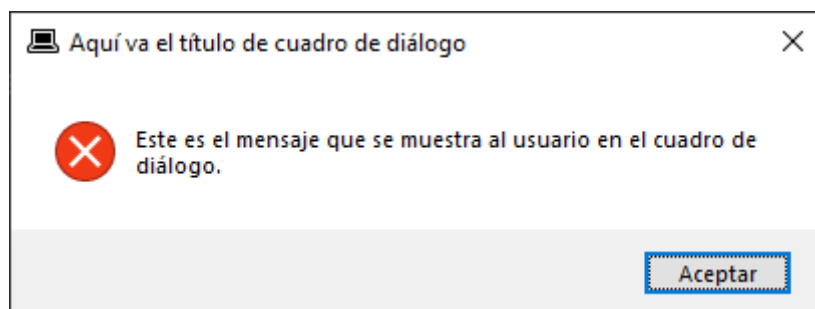 Aquí va el título de cuadro de diálogo
Este es el mensaje que se muestra al usuario en el cuadro de
diálogo.
Aceptar